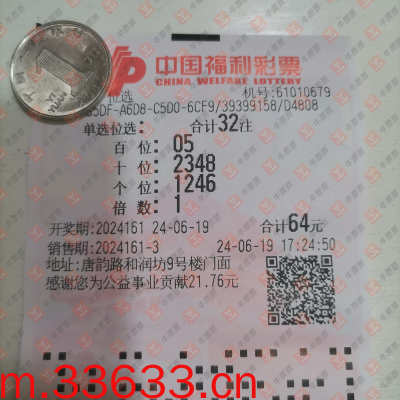 中国福利彩票
CHINA WELFARE LOTTERY
位选 机号:61010679
5DF-A6D8-C5D0-6CF9/39399158/D4808
单选位选: 合计32注
百 位: 05
十 位: 2348
个 位: 1246
倍 数: 1
开奖期:2024161 24-06-19 合计64元
销售期:2024161-3 24-06-19 17:24:50
地址:唐韵路和润坊9号楼门面
感谢您为公益事业贡献21.76元
m.33633.cn